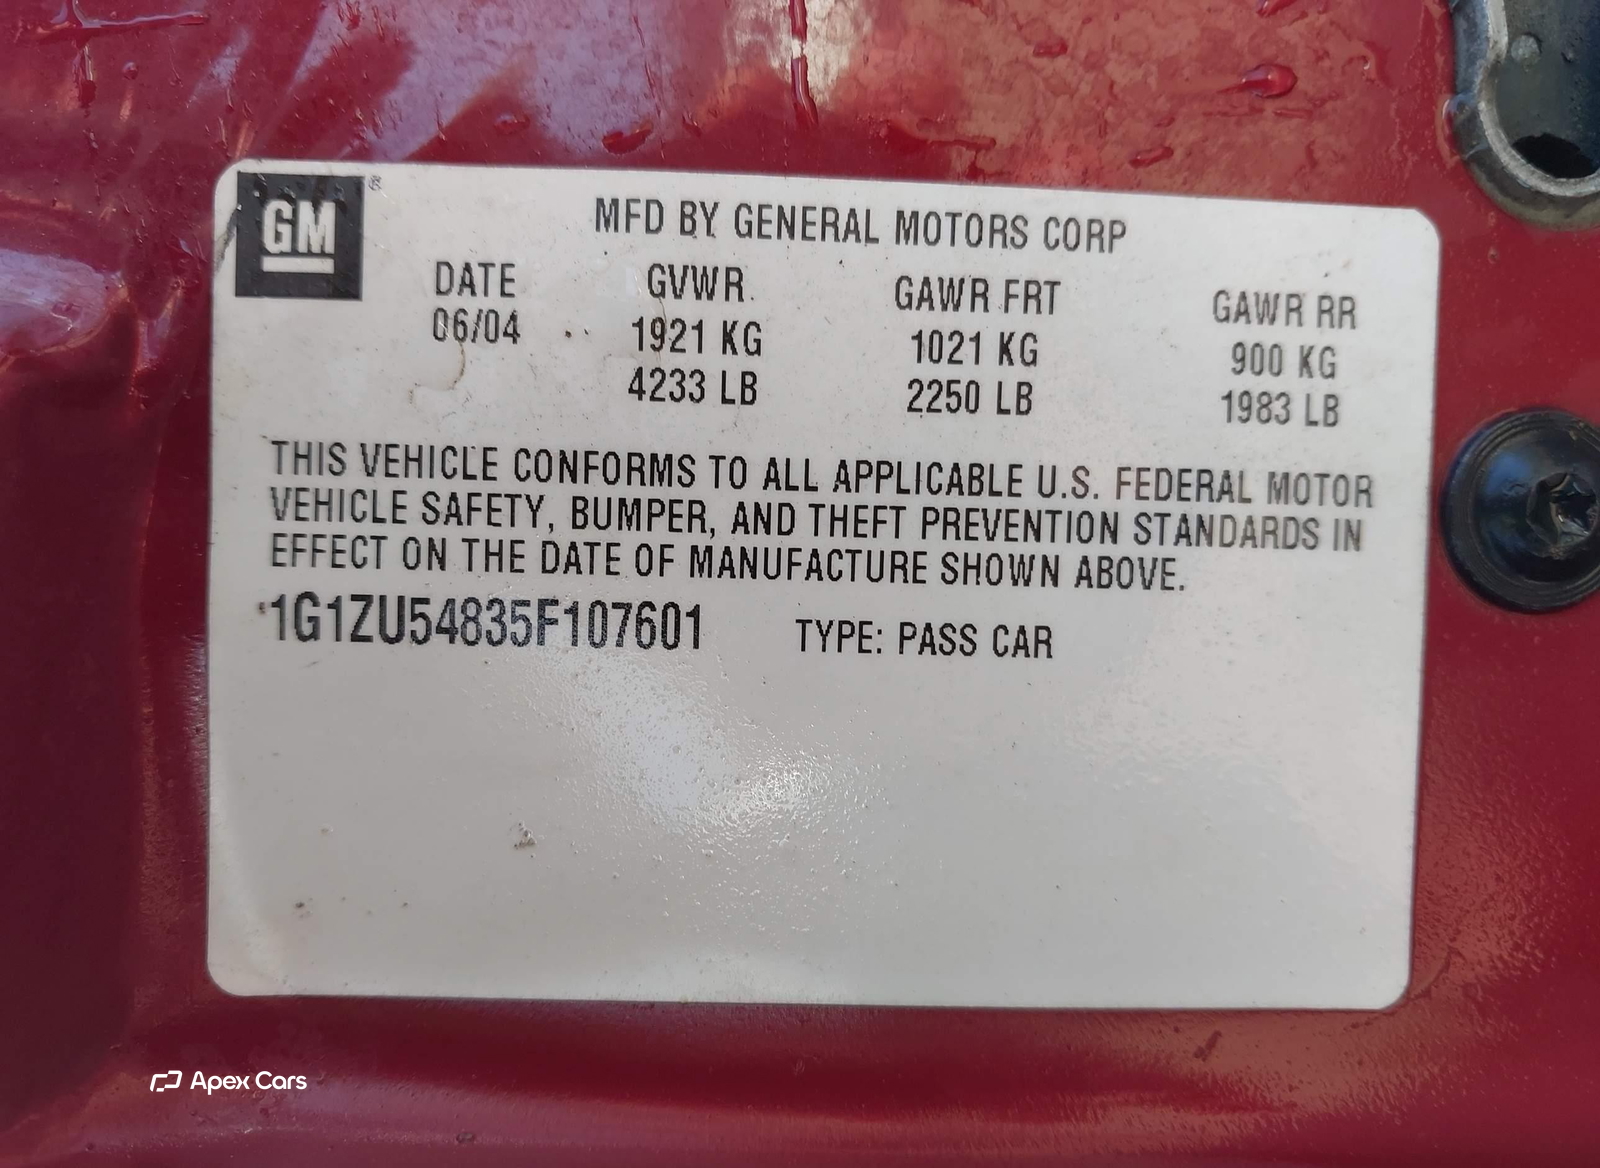 GM ®
MFD BY GENERAL MOTORS CORP
DATE GVWR GAWR FRT GAWR RR
06/04 1921 KG 1021 KG 900 KG
4233 LB 2250 LB 1983 LB
THIS VEHICLE CONFORMS TO ALL APPLICABLE U.S. FEDERAL MOTOR
VEHICLE SAFETY, BUMPER, AND THEFT PREVENTION STANDARDS IN
EFFECT ON THE DATE OF MANUFACTURE SHOWN ABOVE.
1G1ZU54835F107601 TYPE: PASS CAR
Apex Cars